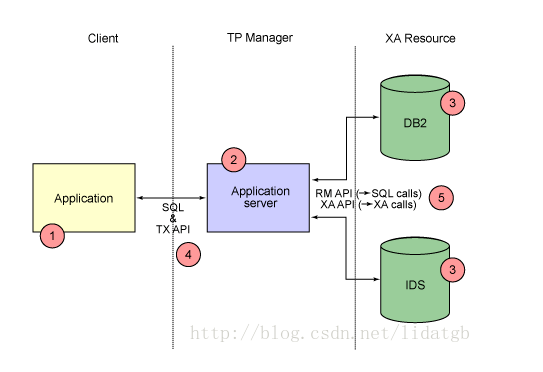 Client
TP Manager
XA Resource
3
DB2
2
Application
Application
server
RM API (→ SQL calls)
XA API (→ XA calls)
5
SQL
&
TX API
1
4
3
IDS
http://blog.csdn.net/lidatgb